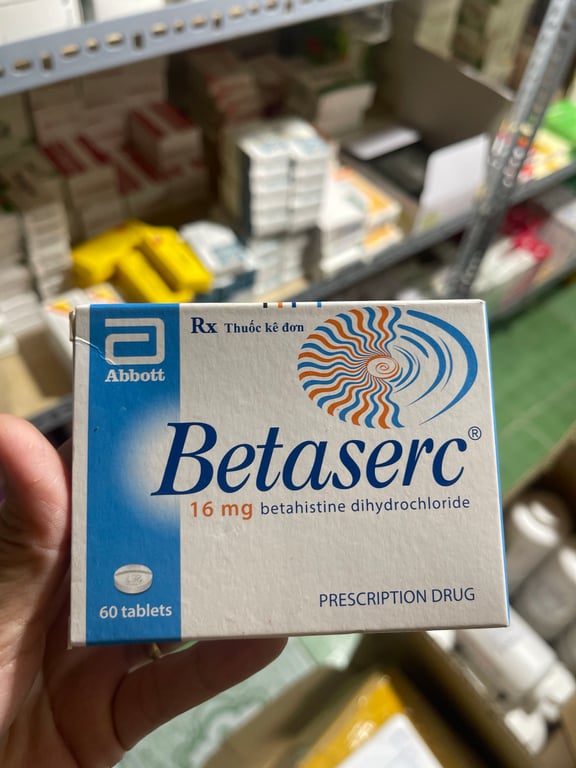 Abbott
Rx Thuốc kê đơn
Betaserc®
16 mg betahistine dihydrochloride
60 tablets
PRESCRIPTION DRUG